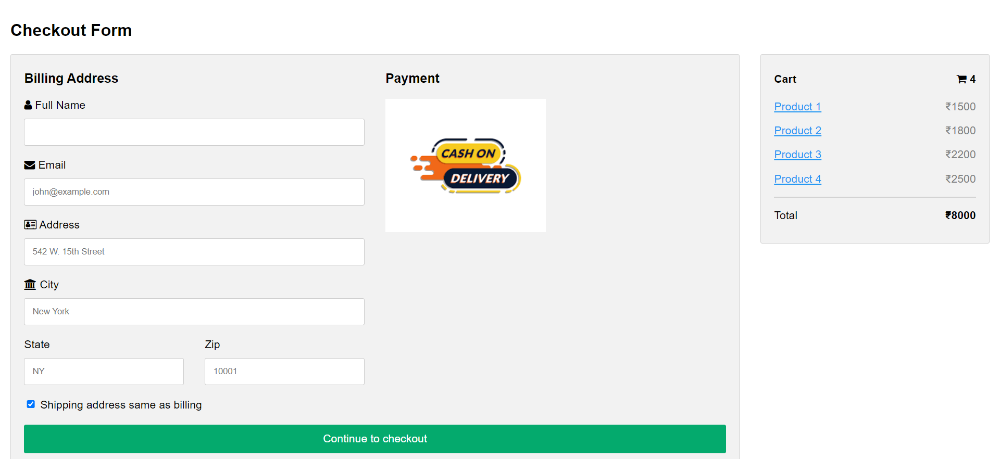 Checkout Form
Billing Address
Full Name
Email
john@example.com
Address
542 W. 15th Street
City
New York
State Zip
NY 10001
Shipping address same as billing
Continue to checkout
Payment
CASH ON
DELIVERY
Cart 4
Product 1 ₹1500
Product 2 ₹1800
Product 3 ₹2200
Product 4 ₹2500
Total ₹8000